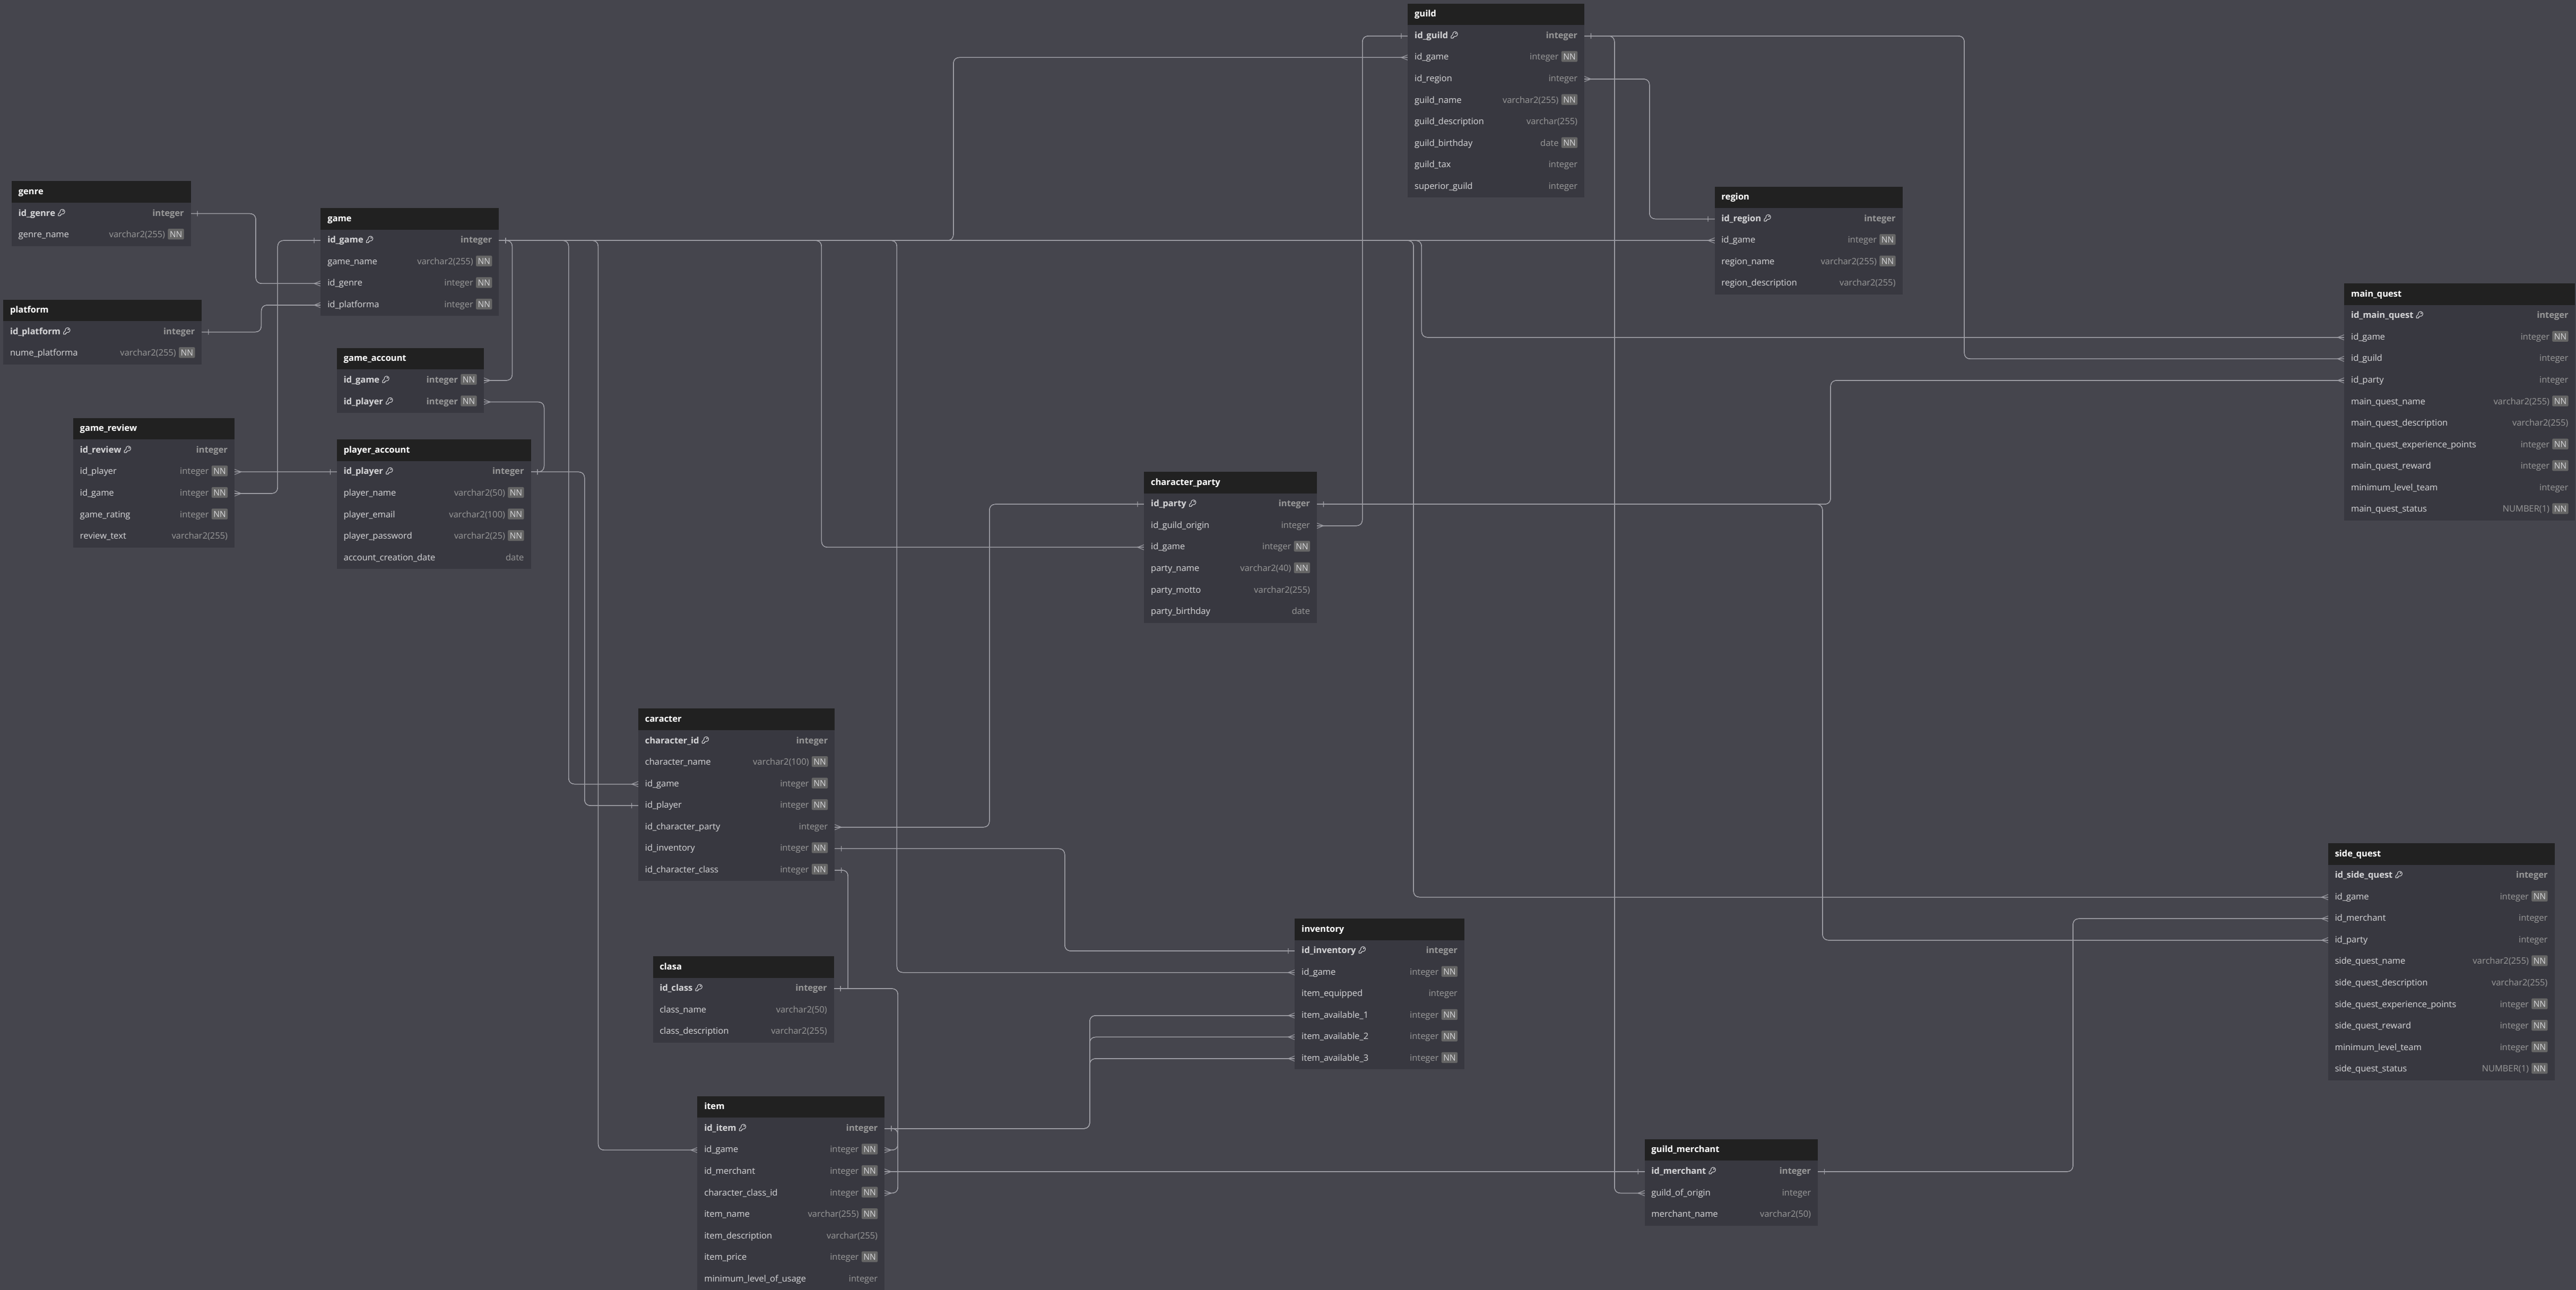 guild
id_guild integer
id_game integer NN
id_region integer
guild_name varchar2(255) NN
guild_description varchar(255)
guild_birthday date NN
guild_tax integer
superior_guild integer
genre
id_genre integer
genre_name varchar2(255) NN
game
id_game integer
game_name varchar2(255) NN
id_genre integer NN
id_platforma integer NN
region
id_region integer
id_game integer NN
region_name varchar2(255) NN
region_description varchar2(255)
platform
id_platform integer
nume_platforma varchar2(255) NN
main_quest
id_main_quest integer
id_game integer NN
id_guild integer
id_party integer
main_quest_name varchar2(255) NN
main_quest_description varchar2(255)
main_quest_experience_points integer NN
main_quest_reward integer NN
minimum_level_team integer
main_quest_status NUMBER(1) NN
game_account
id_game integer NN
id_player integer NN
game_review
id_review integer
id_player integer NN
id_game integer NN
game_rating integer NN
review_text varchar2(255)
player_account
id_player integer
player_name varchar2(50) NN
player_email varchar2(100) NN
player_password varchar2(25) NN
account_creation_date date
character_party
id_party integer
id_guild_origin integer
id_game integer NN
party_name varchar2(40) NN
party_motto varchar2(255)
party_birthday date
caracter
character_id integer
character_name varchar2(100) NN
id_game integer NN
id_player integer NN
id_character_party integer
id_inventory integer NN
id_character_class integer NN
side_quest
id_side_quest integer
id_game integer NN
id_merchant integer
id_party integer
side_quest_name varchar2(255) NN
side_quest_description varchar2(255)
side_quest_experience_points integer NN
side_quest_reward integer NN
minimum_level_team integer NN
side_quest_status NUMBER(1) NN
inventory
id_inventory integer
id_game integer NN
item_equipped integer
item_available_1 integer NN
item_available_2 integer NN
item_available_3 integer NN
clasa
id_class integer
class_name varchar2(50)
class_description varchar2(255)
item
id_item integer
id_game integer NN
id_merchant integer NN
character_class_id integer NN
item_name varchar(255) NN
item_description varchar(255)
item_price integer NN
minimum_level_of_usage integer
guild_merchant
id_merchant integer
guild_of_origin integer
merchant_name varchar2(50)